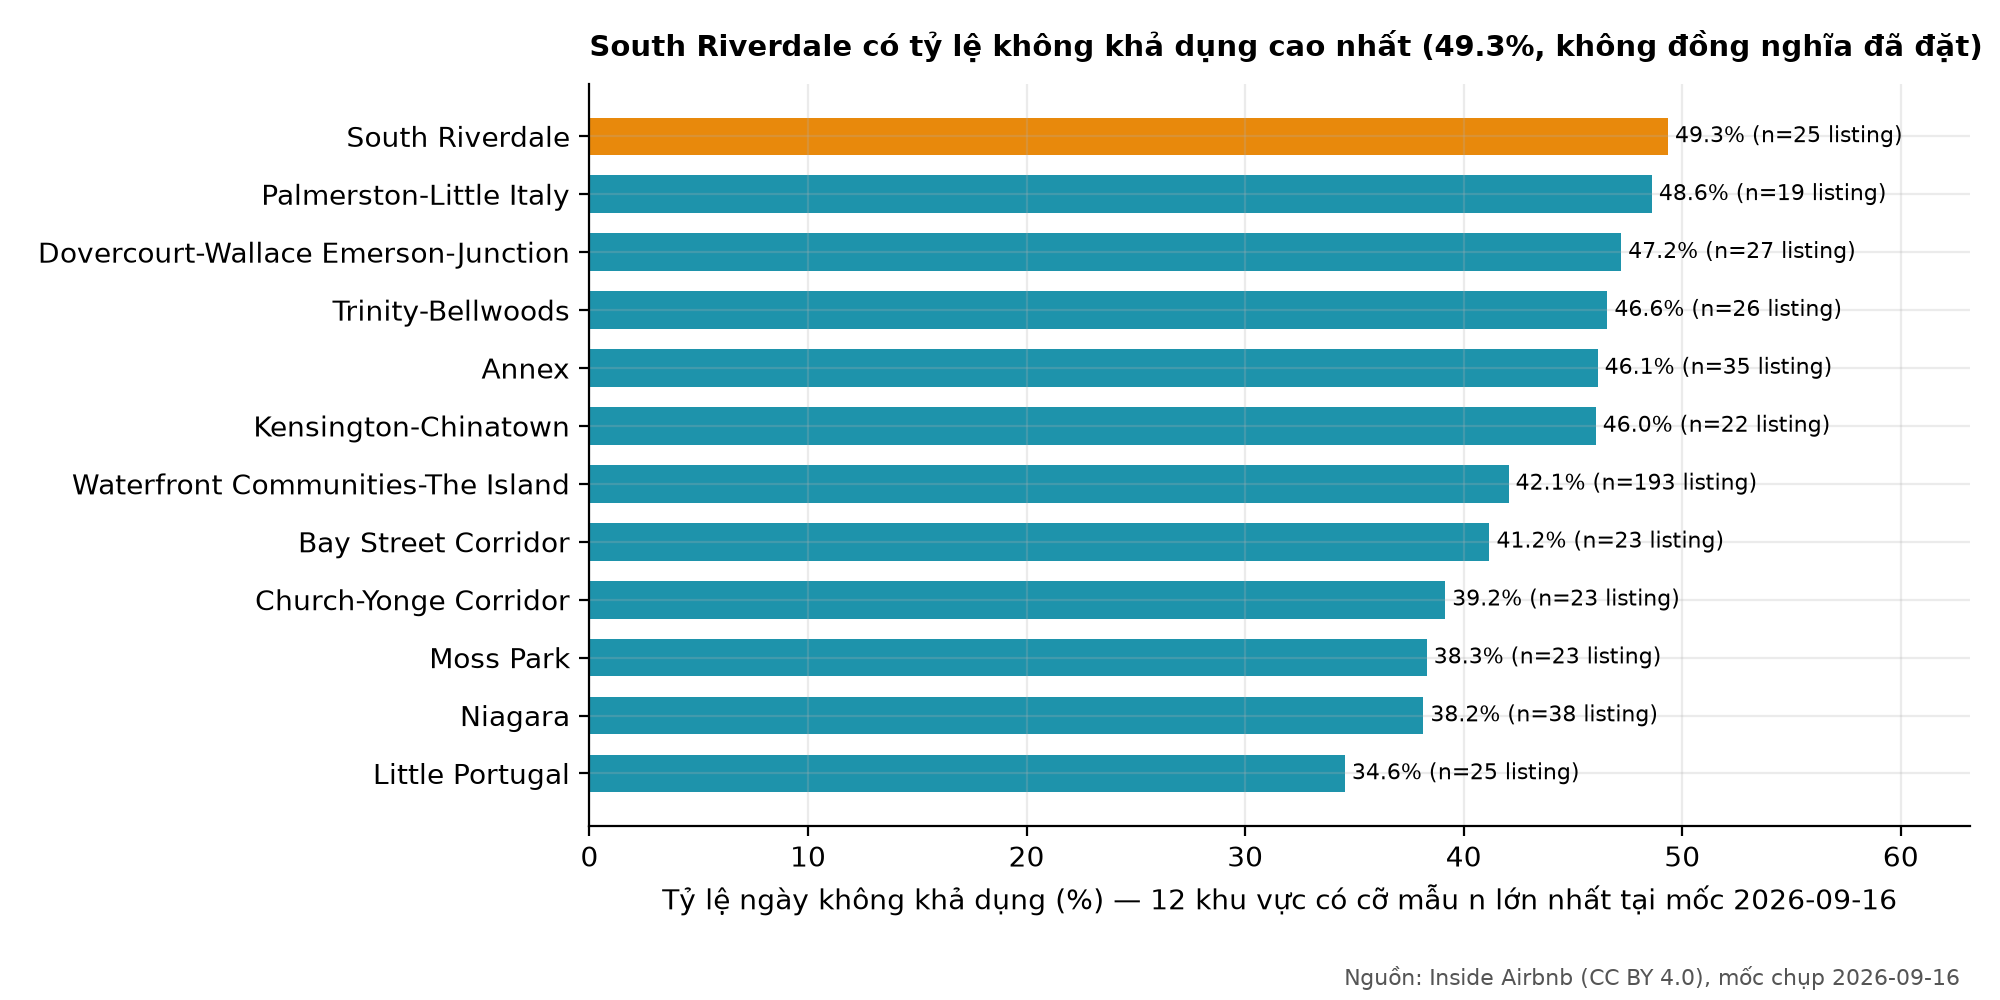 South Riverdale có tỷ lệ không khả dụng cao nhất (49.3%, không đồng nghĩa đã đặt)
South Riverdale 49.3% (n=25 listing)
Palmerston-Little Italy 48.6% (n=19 listing)
Dovercourt-Wallace Emerson-Junction 47.2% (n=27 listing)
Trinity-Bellwoods 46.6% (n=26 listing)
Annex 46.1% (n=35 listing)
Kensington-Chinatown 46.0% (n=22 listing)
Waterfront Communities-The Island 42.1% (n=193 listing)
Bay Street Corridor 41.2% (n=23 listing)
Church-Yonge Corridor 39.2% (n=23 listing)
Moss Park 38.3% (n=23 listing)
Niagara 38.2% (n=38 listing)
Little Portugal 34.6% (n=25 listing)
0 10 20 30 40 50 60
Tỷ lệ ngày không khả dụng (%) — 12 khu vực có cỡ mẫu n lớn nhất tại mốc 2026-09-16
Nguồn: Inside Airbnb (CC BY 4.0), mốc chụp 2026-09-16